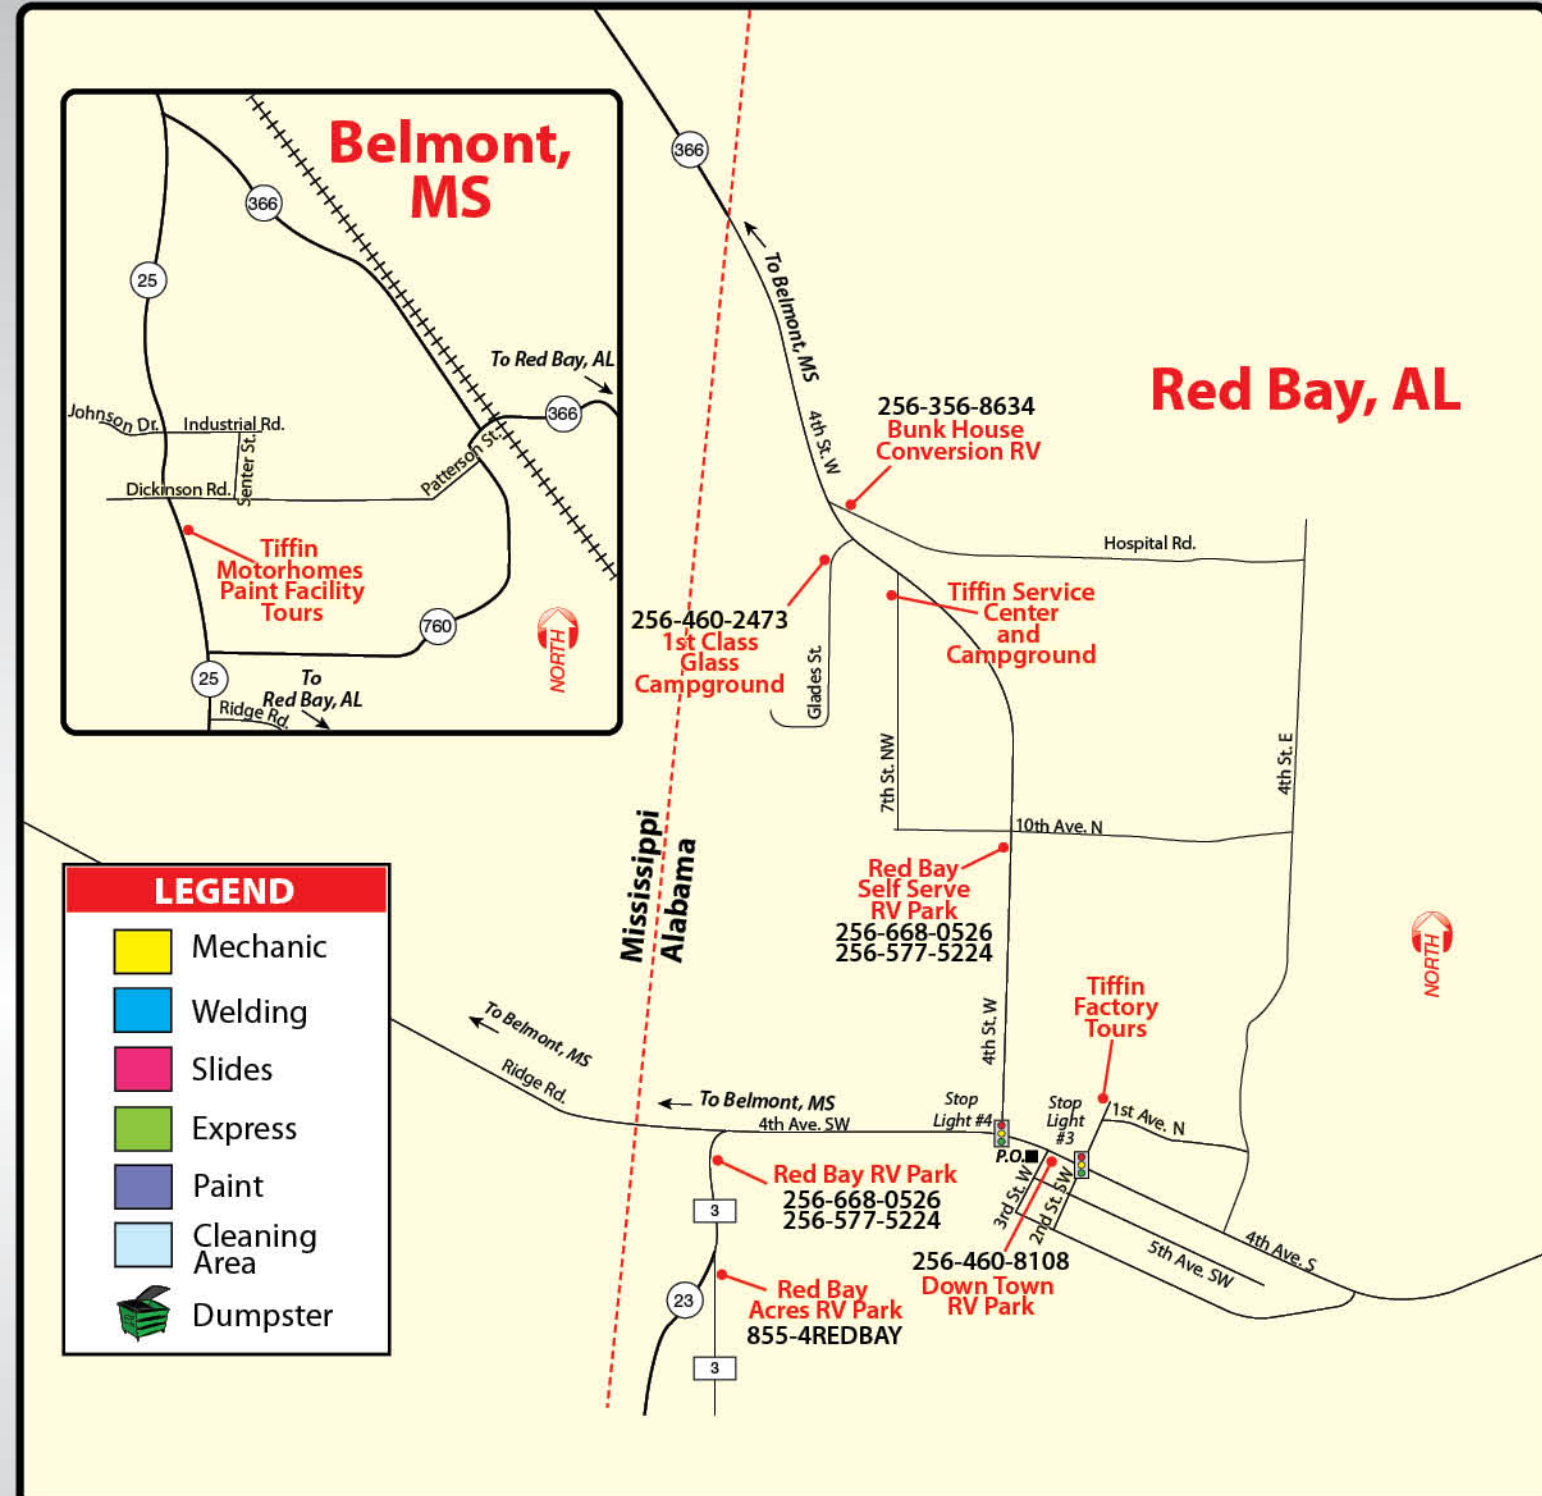 Belmont,
MS
366
25
To Red Bay, AL
366
Johnson Dr.
Industrial Rd.
Senter St.
Patterson St.
Dickinson Rd.
Tiffin
Motorhomes
Paint Facility
Tours
760
NORTH
25
To
Red Bay, AL
Ridge Rd.
366
To Belmont, MS
4th St. W
Red Bay, AL
256-356-8634
Bunk House
Conversion RV
Hospital Rd.
256-460-2473
1st Class
Glass
Campground
Tiffin Service
Center
and
Campground
Glades St.
7th St. NW
4th St. E
10th Ave. N
Mississippi
Alabama
Red Bay
Self Serve
RV Park
256-668-0526
256-577-5224
NORTH
LEGEND
Mechanic
Welding
Slides
Express
Paint
Cleaning
Area
Dumpster
To Belmont, MS
Ridge Rd.
4th St. W
Tiffin
Factory
Tours
To Belmont, MS
4th Ave. SW
Stop
Light #4
Stop
Light
#3
1st Ave. N
P.O.
3rd St. W
2nd St. SW
Red Bay RV Park
256-668-0526
256-577-5224
3
256-460-8108
Down Town
RV Park
5th Ave. SW
4th Ave. S
23
Red Bay
Acres RV Park
855-4REDBAY
3